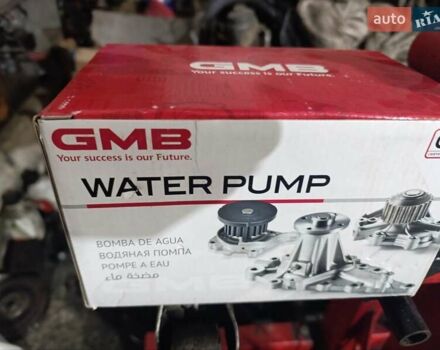 auto RIA
GMB
Your success is our Future.
GMB
Your success is our Future.
WATER PUMP
BOMBA DE AGUA
ВОДЯНАЯ ПОМПА
POMPE A EAU
مضخة ماء